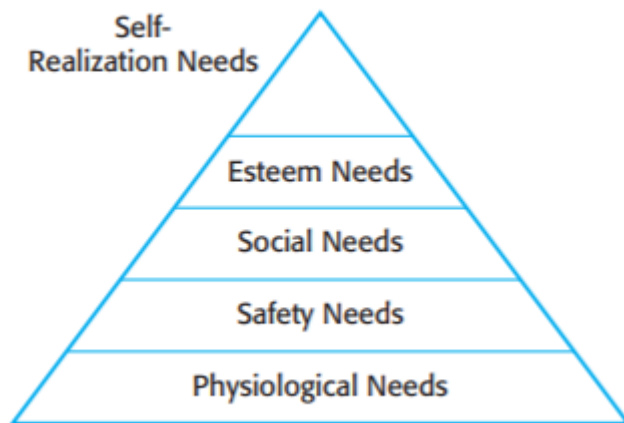 Self-
Realization Needs
Esteem Needs
Social Needs
Safety Needs
Physiological Needs